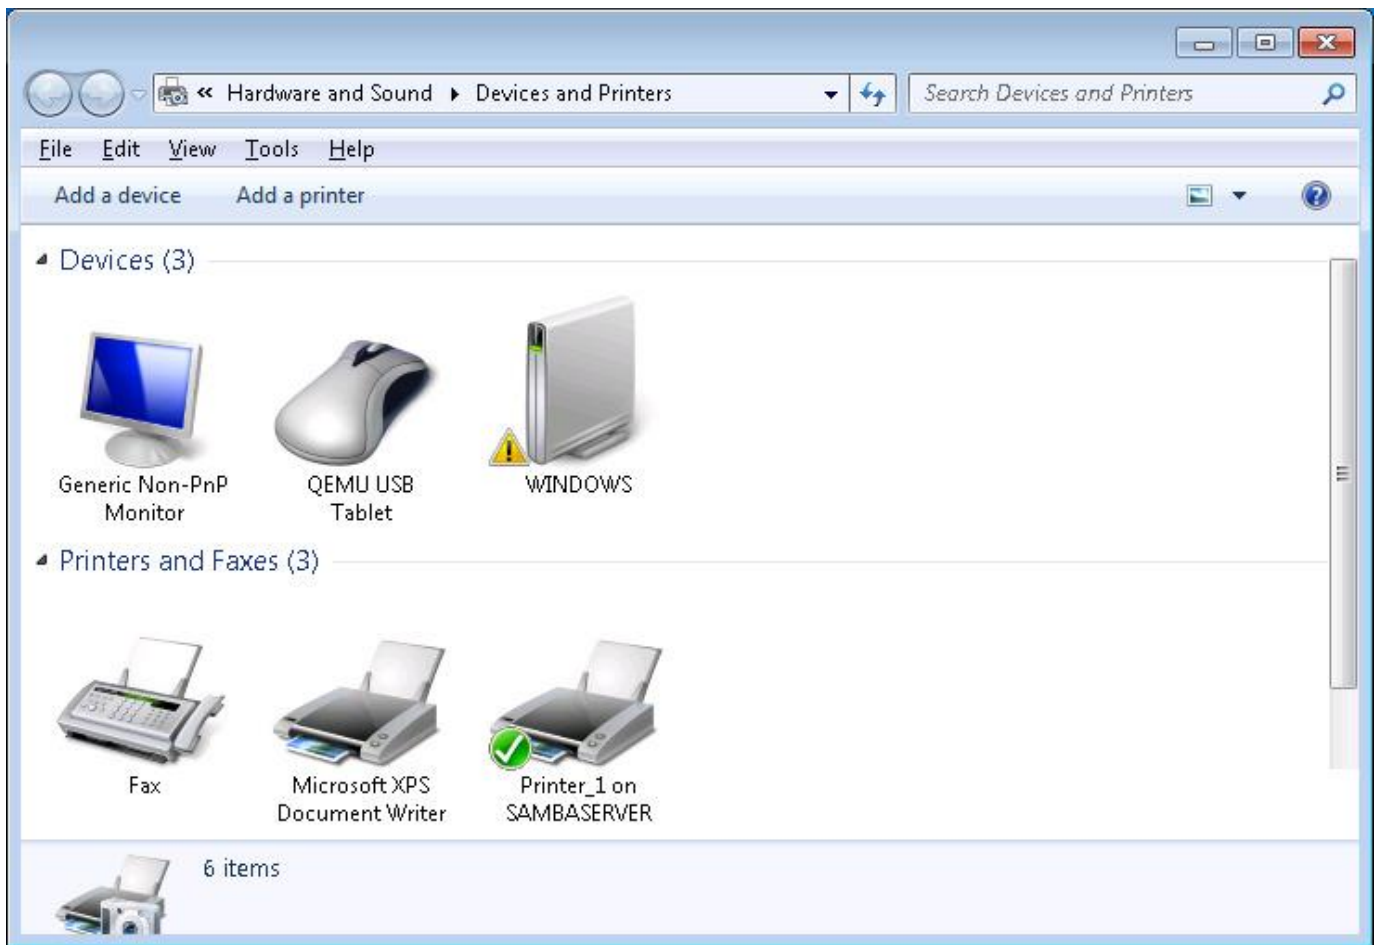 « Hardware and Sound ▸ Devices and Printers
Search Devices and Printers
File Edit View Tools Help
Add a device Add a printer
Devices (3)
Generic Non-PnP
Monitor
QEMU USB
Tablet
WINDOWS
Printers and Faxes (3)
Fax
Microsoft XPS
Document Writer
Printer_1 on
SAMBASERVER
6 items